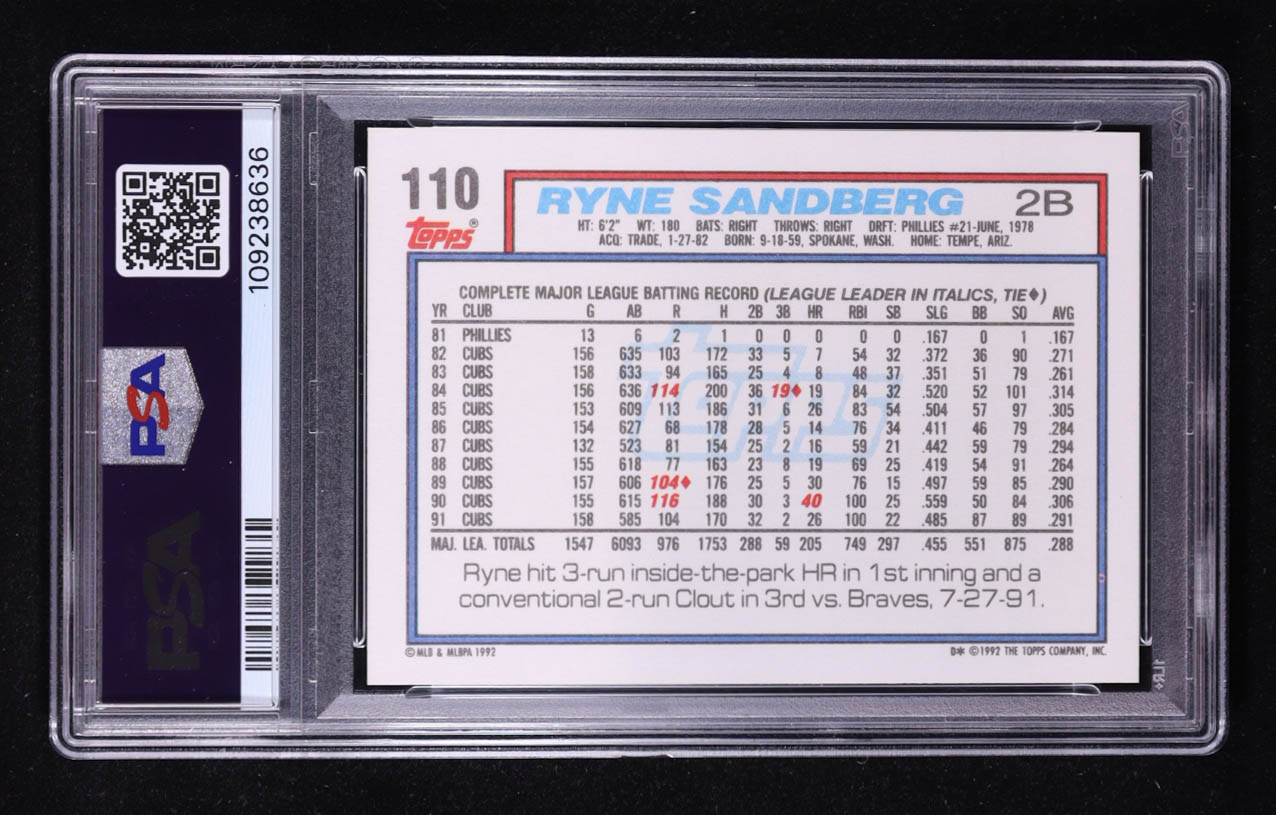 109238636
PSA
PSA
PSA
110
RYNE SANDBERG 2B
Topps®
HT: 6'2" WT: 180 BATS: RIGHT THROWS: RIGHT DRFT: PHILLIES #21-JUNE, 1978
ACQ: TRADE, 1-27-82 BORN: 9-18-59, SPOKANE, WASH. HOME: TEMPE, ARIZ.
COMPLETE MAJOR LEAGUE BATTING RECORD (LEAGUE LEADER IN ITALICS, TIE♦)
YR CLUB G AB R H 2B 3B HR RBI SB SLG BB SO AVG
81 PHILLIES 13 6 2 1 0 0 0 0 0 .167 0 1 .167
82 CUBS 156 635 103 172 33 5 7 54 32 .372 36 90 .271
83 CUBS 158 633 94 165 25 4 8 48 37 .351 51 79 .261
84 CUBS 156 636 114 200 36 19♦ 19 84 32 .520 52 101 .314
85 CUBS 153 609 113 186 31 6 26 83 54 .504 57 97 .305
86 CUBS 154 627 68 178 28 5 14 76 34 .411 46 79 .284
87 CUBS 132 523 81 154 25 2 16 59 21 .442 59 79 .294
88 CUBS 155 618 77 163 23 8 19 69 25 .419 54 91 .264
89 CUBS 157 606 104♦ 176 25 5 30 76 15 .497 59 85 .290
90 CUBS 155 615 116 188 30 3 40 100 25 .559 50 84 .306
91 CUBS 158 585 104 170 32 2 26 100 22 .485 87 89 .291
MAJ. LEA. TOTALS 1547 6093 976 1753 288 59 205 749 297 .455 551 875 .288
topps
Ryne hit 3-run inside-the-park HR in 1st inning and a
conventional 2-run Clout in 3rd vs. Braves, 7-27-91.
© MLB & MLBPA 1992
B* © 1992 THE TOPPS COMPANY, INC.